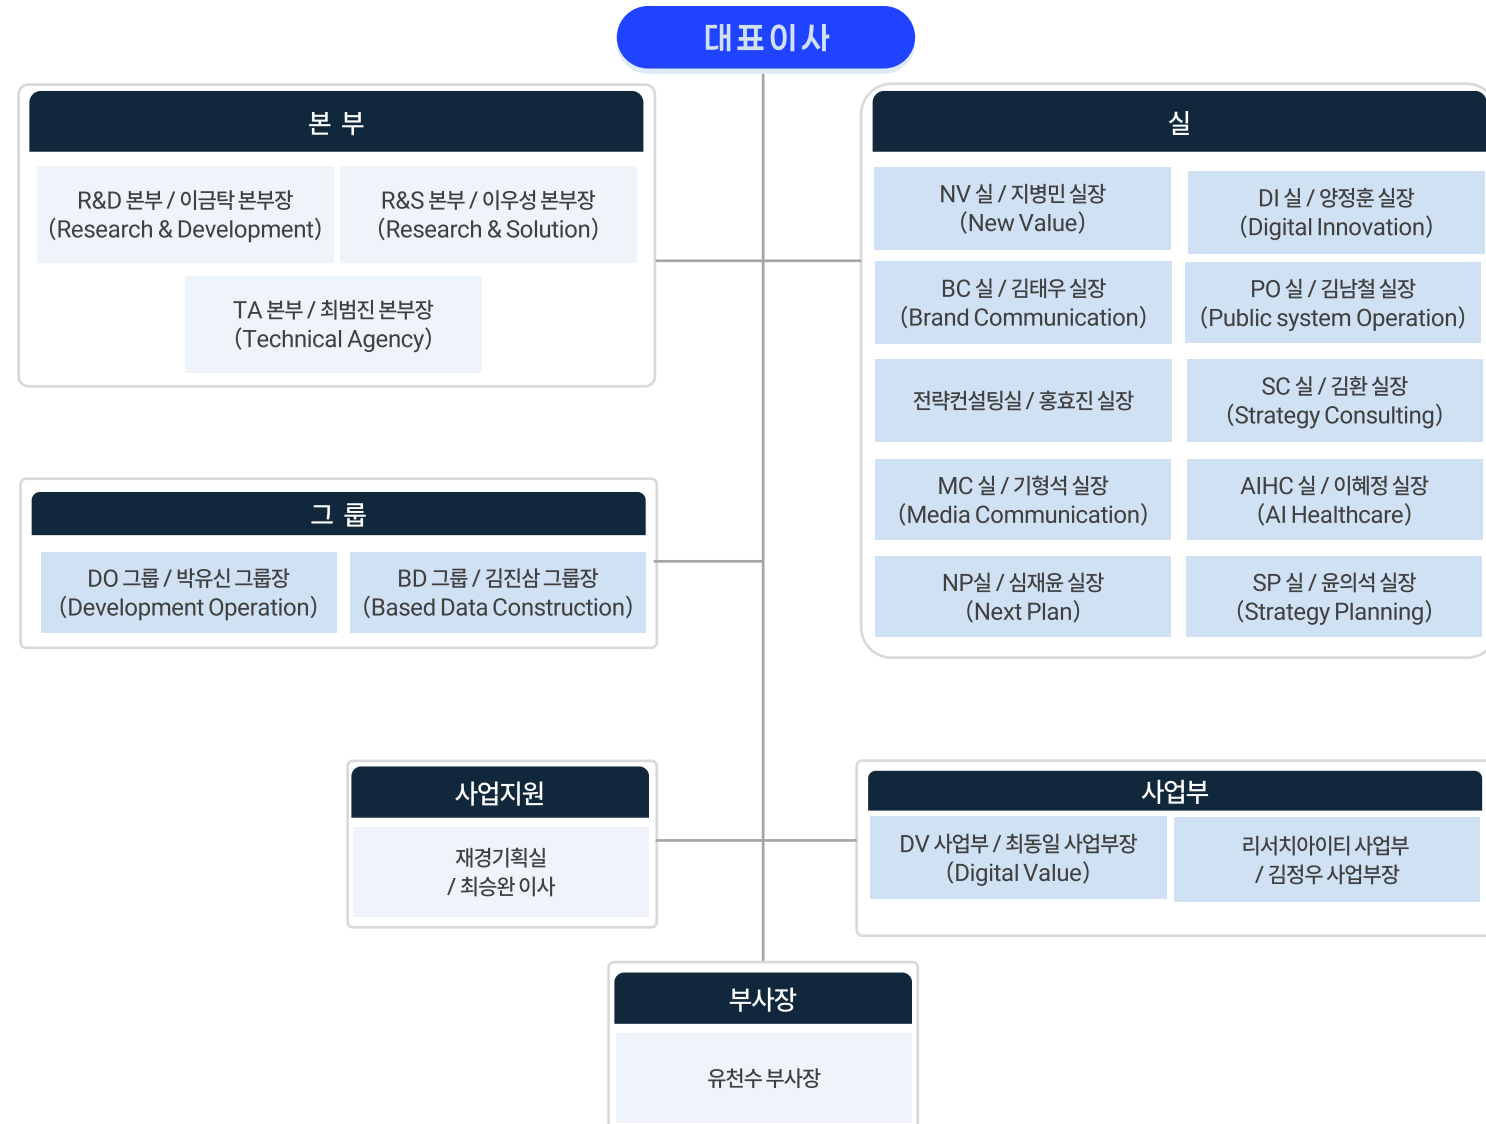 대표이사
본 부
R&D 본부 / 이금탁 본부장
(Research & Development)
R&S 본부 / 이우성 본부장
(Research & Solution)
TA 본부 / 최범진 본부장
(Technical Agency)
실
NV 실 / 지병민 실장
(New Value)
DI 실 / 양정훈 실장
(Digital Innovation)
BC 실 / 김태우 실장
(Brand Communication)
PO 실 / 김남철 실장
(Public system Operation)
전략컨설팅실 / 홍효진 실장
SC 실 / 김환 실장
(Strategy Consulting)
MC 실 / 기형석 실장
(Media Communication)
AIHC 실 / 이혜정 실장
(AI Healthcare)
NP실 / 심재윤 실장
(Next Plan)
SP 실 / 윤의석 실장
(Strategy Planning)
그 룹
DO 그룹 / 박유신 그룹장
(Development Operation)
BD 그룹 / 김진삼 그룹장
(Based Data Construction)
사업지원
재경기획실
/ 최승완 이사
사업부
DV 사업부 / 최동일 사업부장
(Digital Value)
리서치아이티 사업부
/ 김정우 사업부장
부사장
유천수 부사장